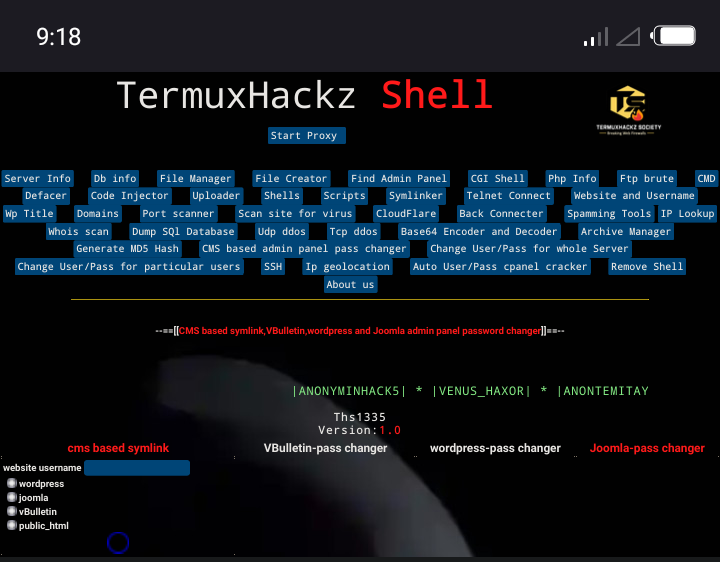 9:18
TermuxHackz Shell
TERMUXHACKZ SOCIETY
Start Proxy
Server Info Db info File Manager File Creator Find Admin Panel CGI Shell Php Info Ftp brute CMD
Defacer Code Injector Uploader Shells Scripts Symlinker Telnet Connect Website and Username
Wp Title Domains Port scanner Scan site for virus CloudFlare Back Connecter Spamming Tools IP Lookup
Whois scan Dump SQl Database Udp ddos Tcp ddos Base64 Encoder and Decoder Archive Manager
Generate MD5 Hash CMS based admin panel pass changer Change User/Pass for whole Server
Change User/Pass for particular users SSH Ip geolocation Auto User/Pass cpanel cracker Remove Shell
About us
--==[[CMS based symlink,VBulletin,wordpress and Joomla admin panel password changer]]==--
|ANONYMINHACK5| * |VENUS_HAXOR| * |ANONTEMITAY
Ths1335
Version:1.0
cms based symlink VBulletin-pass changer wordpress-pass changer Joomla-pass changer
website username
wordpress
joomla
vBulletin
public_html